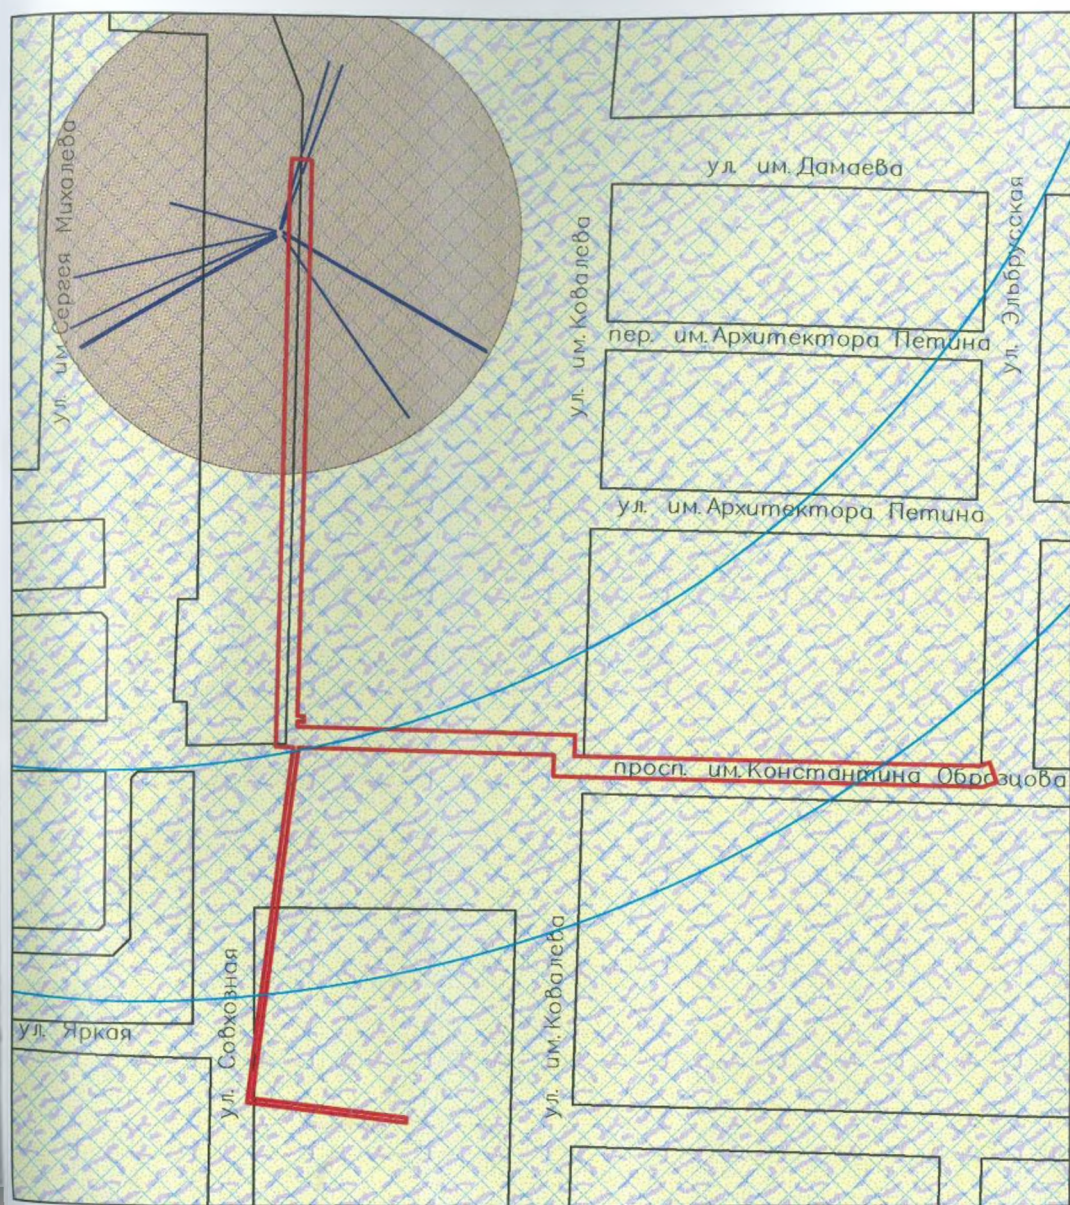 ул. им. Дамаева
ул. им. Сергея Михалева
ул. им. Ковалева
ул. Эльбрусская
пер. им. Архитектора Петина
ул. им. Архитектора Петина
просп. им. Константина Образцова
ул. Совхозная
ул. им. Ковалева
ул. Яркая